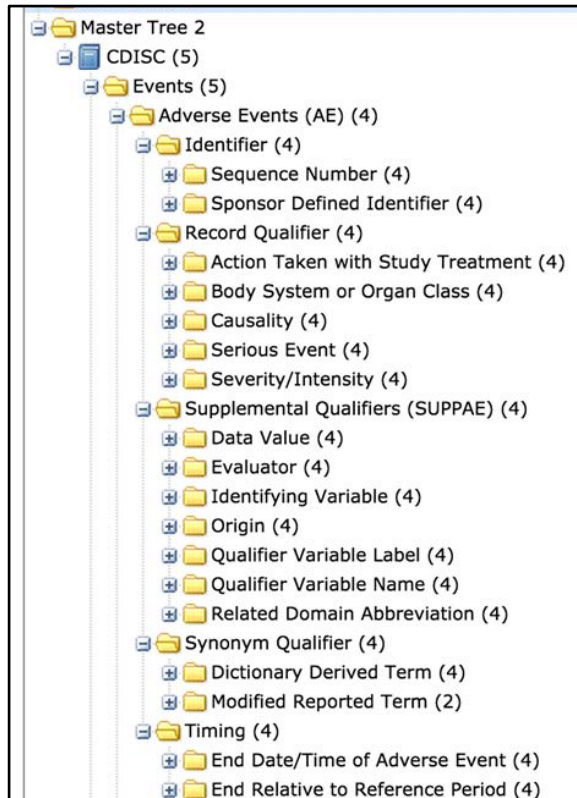 Master Tree 2
CDISC (5)
Events (5)
Adverse Events (AE) (4)
Identifier (4)
Sequence Number (4)
Sponsor Defined Identifier (4)
Record Qualifier (4)
Action Taken with Study Treatment (4)
Body System or Organ Class (4)
Causality (4)
Serious Event (4)
Severity/Intensity (4)
Supplemental Qualifiers (SUPPAE) (4)
Data Value (4)
Evaluator (4)
Identifying Variable (4)
Origin (4)
Qualifier Variable Label (4)
Qualifier Variable Name (4)
Related Domain Abbreviation (4)
Synonym Qualifier (4)
Dictionary Derived Term (4)
Modified Reported Term (2)
Timing (4)
End Date/Time of Adverse Event (4)
End Relative to Reference Period (4)